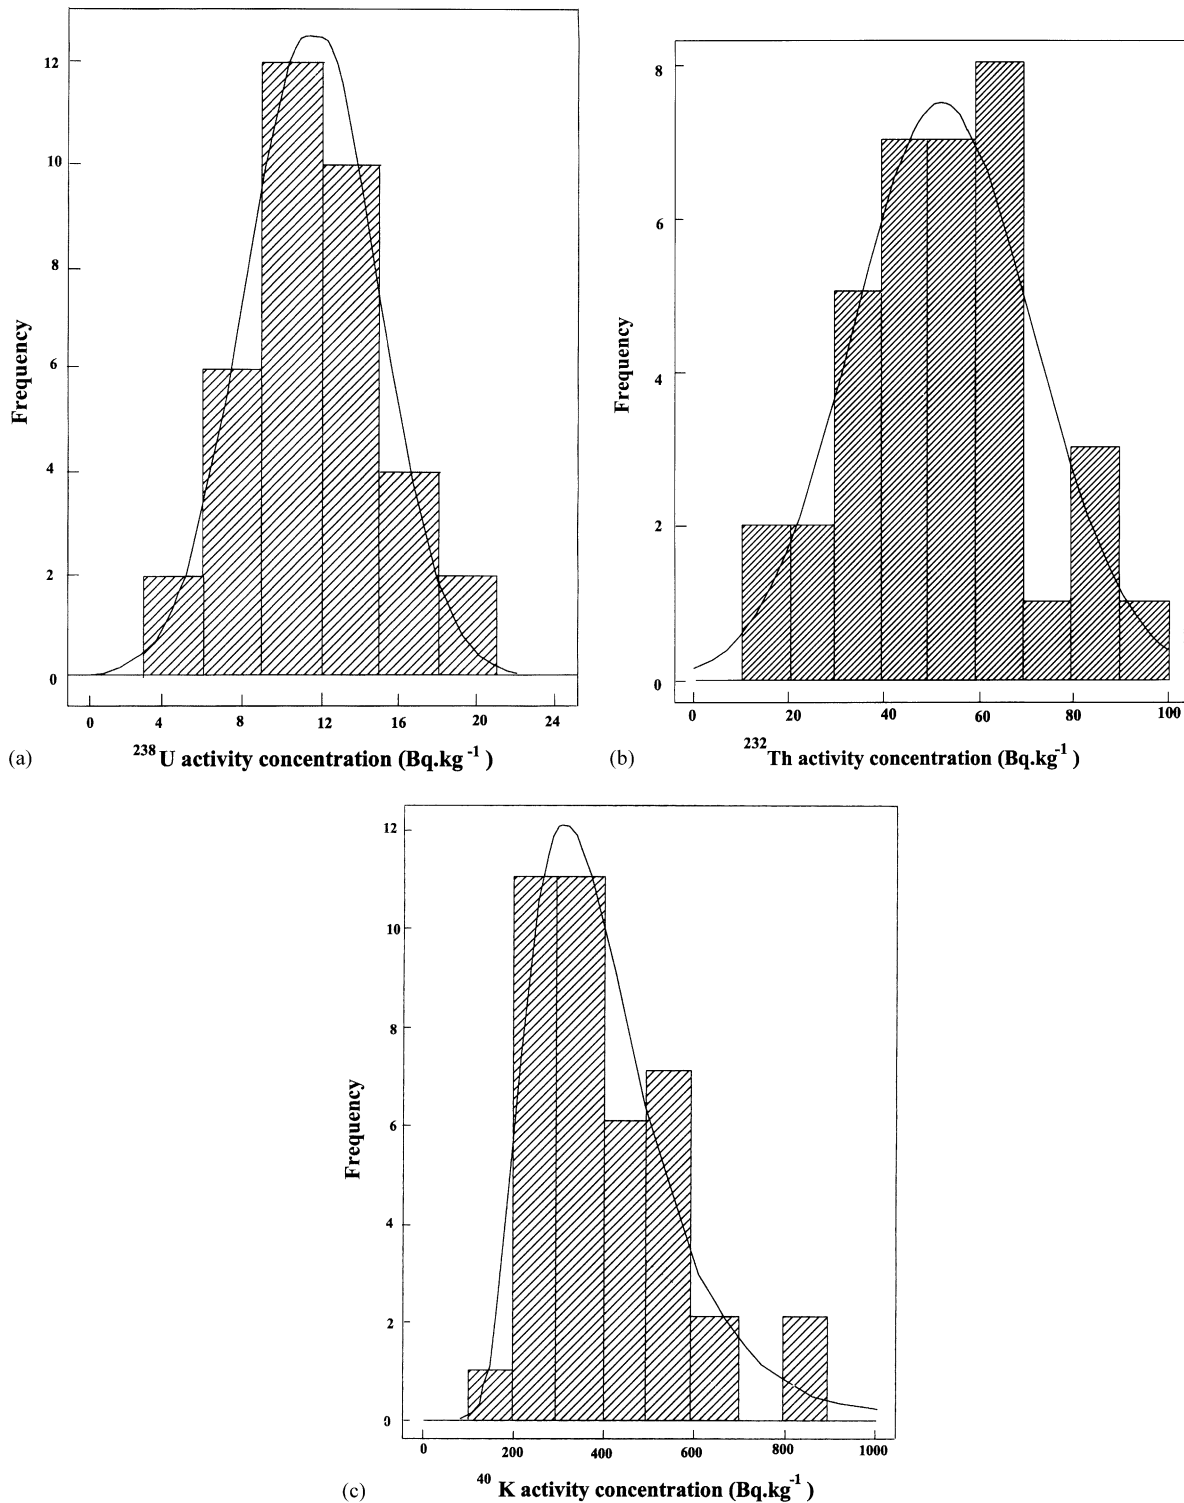 12
10
8
6
4
2
0
Frequency
0 4 8 12 16 20 24
(a) ²³⁸U activity concentration (Bq.kg⁻¹)
8
6
4
2
0
Frequency
0 20 40 60 80 100
(b) ²³²Th activity concentration (Bq.kg⁻¹)
12
10
8
6
4
2
0
Frequency
0 200 400 600 800 1000
(c) ⁴⁰K activity concentration (Bq.kg⁻¹)